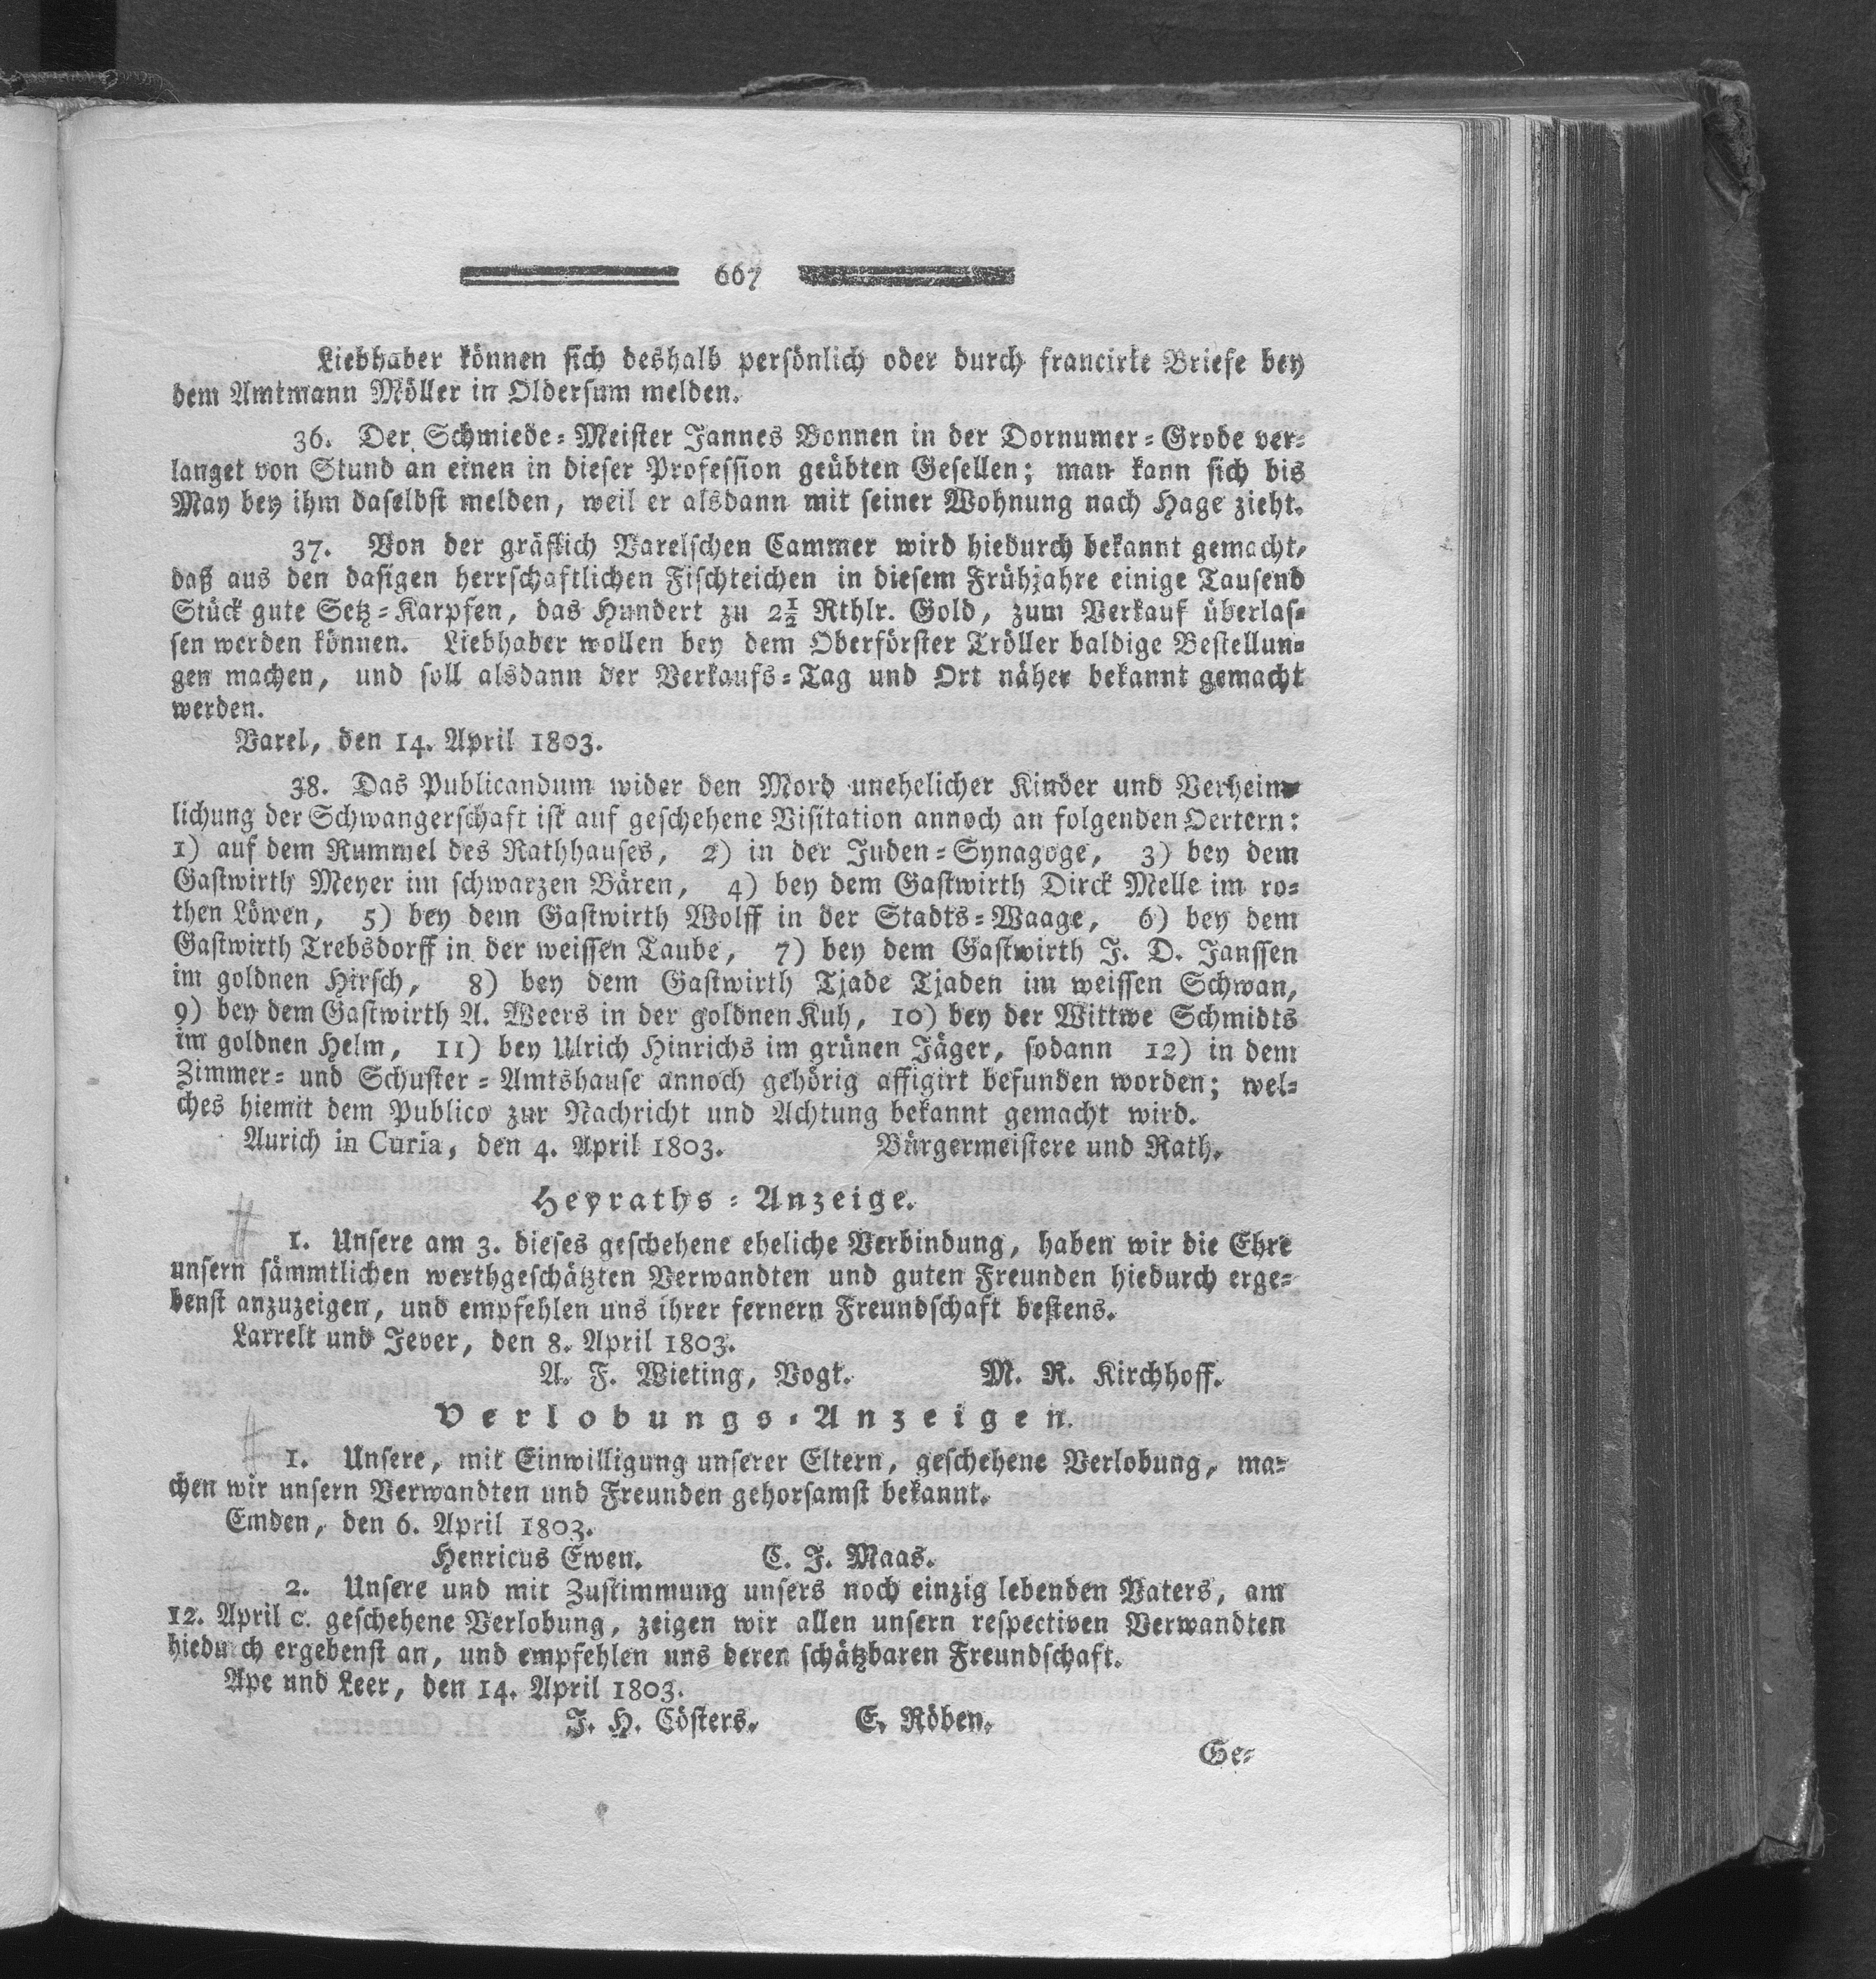 667
Liebhaber können sich deshalb persönlich oder durch francirte Briefe bey
dem Amtmann Möller in Oldersum melden.
36. Der Schmiede-Meister Jannes Bonnen in der Dornumer-Grode ver-
langet von Stund an einen in dieser Profession geübten Gesellen; man kann sich bis
May bey ihm daselbst melden, weil er alsdann mit seiner Wohnung nach Hage zieht.
37. Von der gräflich Varelschen Cammer wird hiedurch bekannt gemacht,
daß aus den dasigen herrschaftlichen Fischteichen in diesem Frühjahre einige Tausend
Stück gute Setz-Karpfen, das Hundert zu 2½ Rthlr. Gold, zum Verkauf überlas-
sen werden können. Liebhaber wollen bey dem Oberförster Tröller baldige Bestellun-
gen machen, und soll alsdann der Verkaufs-Tag und Ort näher bekannt gemacht
werden.
Varel, den 14. April 1803.
38. Das Publicandum wider den Mord unehelicher Kinder und Verheim-
lichung der Schwangerschaft ist auf geschehene Visitation annoch an folgenden Oertern:
1) auf dem Rummel des Rathhauses, 2) in der Juden-Synagoge, 3) bey dem
Gastwirth Meyer im schwarzen Bären, 4) bey dem Gastwirth Dirck Melle im ro-
then Löwen, 5) bey dem Gastwirth Wolff in der Stadts-Waage, 6) bey dem
Gastwirth Trebsdorff in der weissen Taube, 7) bey dem Gastwirth J. D. Janssen
im goldnen Hirsch, 8) bey dem Gastwirth Tjade Tjaden im weissen Schwan,
9) bey dem Gastwirth A. Weers in der goldnen Kuh, 10) bey der Wittwe Schmidts
im goldnen Helm, 11) bey Ulrich Hinrichs im grünen Jäger, sodann 12) in dem
Zimmer- und Schuster-Amtshause annoch gehörig affigirt befunden worden; wel-
ches hiemit dem Publico zur Nachricht und Achtung bekannt gemacht wird.
Aurich in Curia, den 4. April 1803. Bürgermeistere und Rath.
Heyraths-Anzeige.
1. Unsere am 3. dieses geschehene eheliche Verbindung, haben wir die Ehre
unsern sämmtlichen werthgeschätzten Verwandten und guten Freunden hiedurch erge-
benst anzuzeigen, und empfehlen uns ihrer fernern Freundschaft bestens.
Larrelt und Jever, den 8. April 1803.
A. F. Wieting, Vogt. M. R. Kirchhoff.
Verlobungs-Anzeigen.
1. Unsere, mit Einwilligung unserer Eltern, geschehene Verlobung, ma-
chen wir unsern Verwandten und Freunden gehorsamst bekannt.
Emden, den 6. April 1803.
Henricus Ewen. C. J. Maas.
2. Unsere und mit Zustimmung unsers noch einzig lebenden Vaters, am
12. April c. geschehene Verlobung, zeigen wir allen unsern respectiven Verwandten
hiedurch ergebenst an, und empfehlen uns deren schätzbaren Freundschaft.
Ape und Leer, den 14. April 1803.
J. H. Cösters. E. Röben.
Ge-